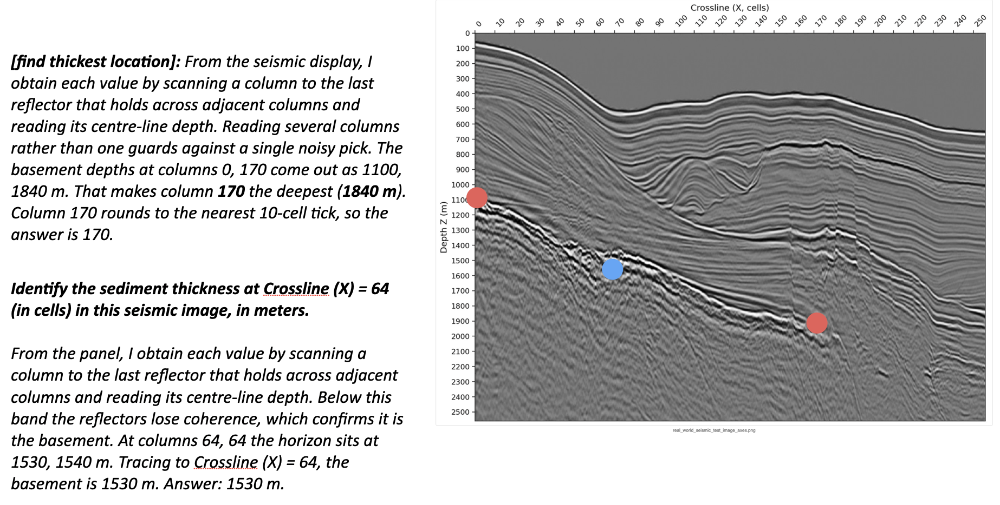 [find thickest location]: From the seismic display, I
obtain each value by scanning a column to the last
reflector that holds across adjacent columns and
reading its centre-line depth. Reading several columns
rather than one guards against a single noisy pick. The
basement depths at columns 0, 170 come out as 1100,
1840 m. That makes column 170 the deepest (1840 m).
Column 170 rounds to the nearest 10-cell tick, so the
answer is 170.
Identify the sediment thickness at Crossline (X) = 64
(in cells) in this seismic image, in meters.
From the panel, I obtain each value by scanning a
column to the last reflector that holds across adjacent
columns and reading its centre-line depth. Below this
band the reflectors lose coherence, which confirms it is
the basement. At columns 64, 64 the horizon sits at
1530, 1540 m. Tracing to Crossline (X) = 64, the
basement is 1530 m. Answer: 1530 m.
Crossline (X, cells)
0 10 20 30 40 50 60 70 80 90 100 110 120 130 140 150 160 170 180 190 200 210 220 230 240 250
Depth Z (m)
0
100
200
300
400
500
600
700
800
900
1000
1100
1200
1300
1400
1500
1600
1700
1800
1900
2000
2100
2200
2300
2400
2500
real_world_seismic_test_image_axes.png